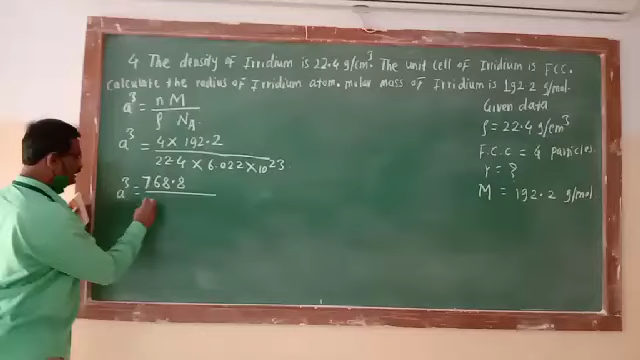 4 The density of Irridium is 22.4 g/cm³. The unit cell of Irridium is F.C.C.
Calculate the radius of Irridium atom. molar mass of Irridium is 192.2 g/mol.
a³ = n M / ρ N_A
a³ = 4 × 192.2 / 22.4 × 6.022 × 10²³
a³ = 768.8
Given data
ρ = 22.4 g/cm³
F.C.C = 4 particles.
r = ?
M = 192.2 g/mol